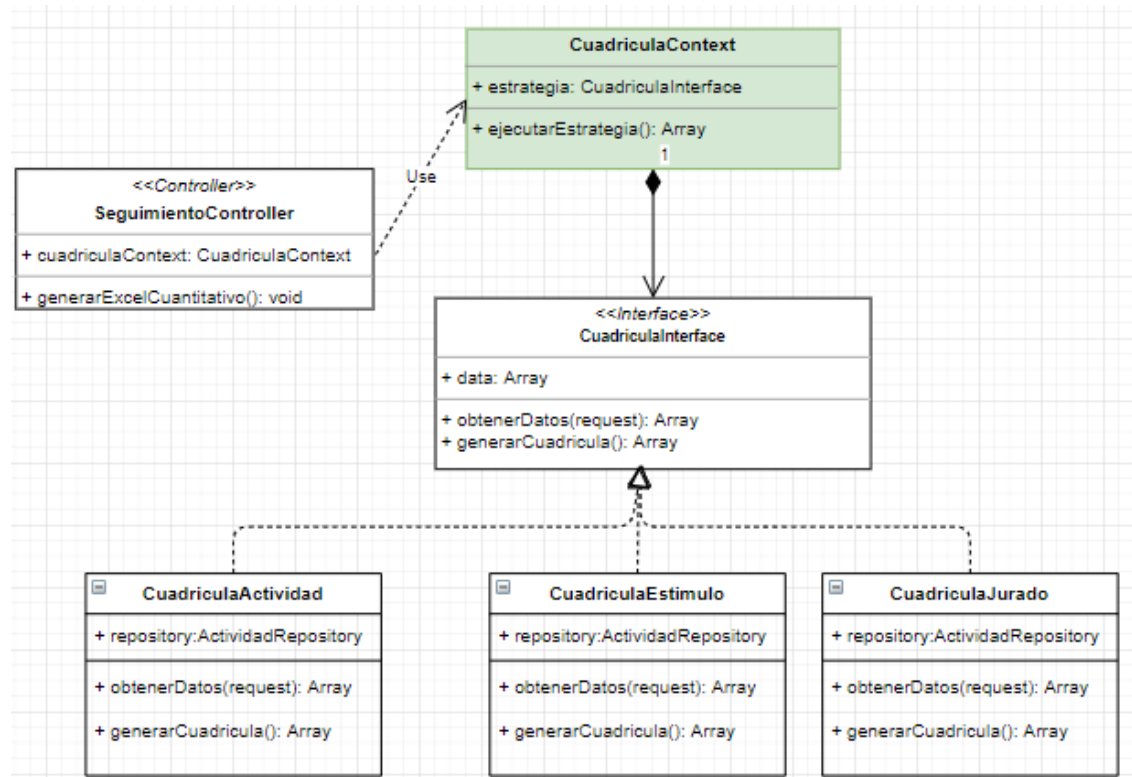 CuadriculaContext
+ estrategia: CuadriculaInterface
+ ejecutarEstrategia(): Array
1
Use
<<Controller>>
SeguimientoController
+ cuadriculaContext: CuadriculaContext
+ generarExcelCuantitativo(): void
<<Interface>>
CuadriculaInterface
+ data: Array
+ obtenerDatos(request): Array
+ generarCuadricula(): Array
CuadriculaActividad
+ repository:ActividadRepository
+ obtenerDatos(request): Array
+ generarCuadricula(): Array
CuadriculaEstimulo
+ repository:ActividadRepository
+ obtenerDatos(request): Array
+ generarCuadricula(): Array
CuadriculaJurado
+ repository:ActividadRepository
+ obtenerDatos(request): Array
+ generarCuadricula(): Array